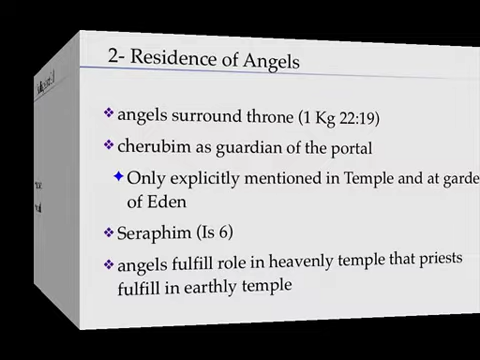 2- Residence of Angels
❖ angels surround throne (1 Kg 22:19)
❖ cherubim as guardian of the portal
✦ Only explicitly mentioned in Temple and at garde
of Eden
❖ Seraphim (Is 6)
❖ angels fulfill role in heavenly temple that priests
fulfill in earthly temple